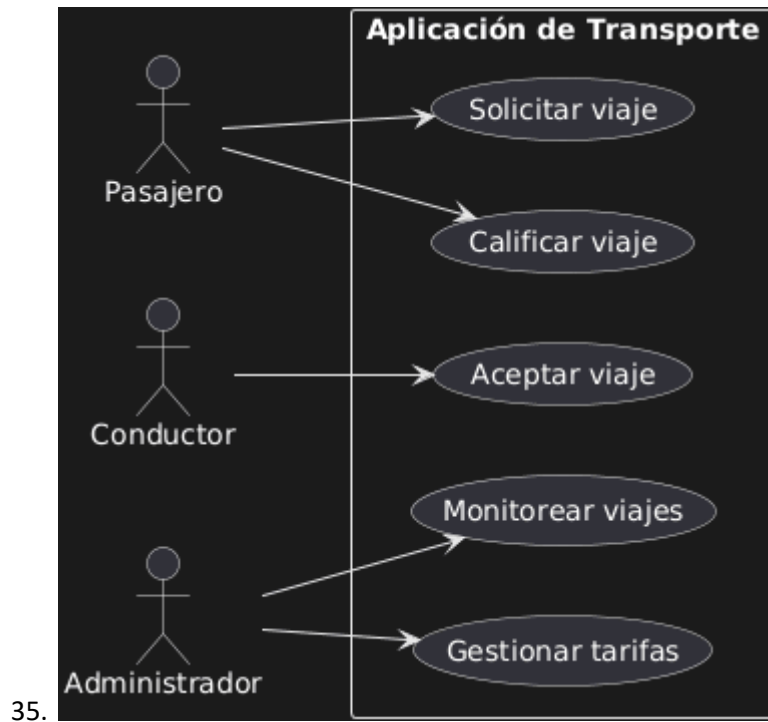 Aplicación de Transporte
Solicitar viaje
Pasajero
Calificar viaje
Aceptar viaje
Conductor
Monitorear viajes
Gestionar tarifas
Administrador
35.